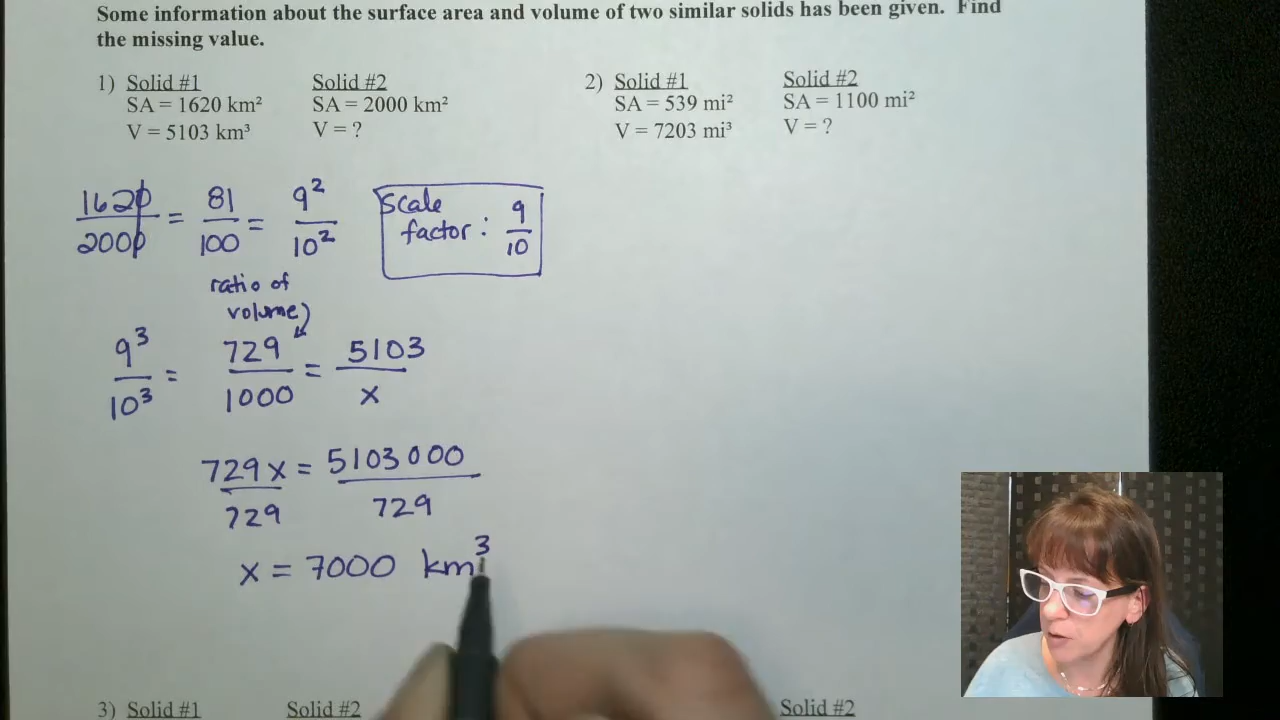 Some information about the surface area and volume of two similar solids has been given. Find
the missing value.
1) Solid #1 Solid #2
SA = 1620 km² SA = 2000 km²
V = 5103 km³ V = ?
2) Solid #1 Solid #2
SA = 539 mi² SA = 1100 mi²
V = 7203 mi³ V = ?
1620/2000 = 81/100 = 9²/10²
Scale
factor: 9/10
ratio of
volume
9³/10³ = 729/1000 = 5103/x
729x/729 = 5103000/729
x = 7000 km³
3) Solid #1 Solid #2
Solid #2